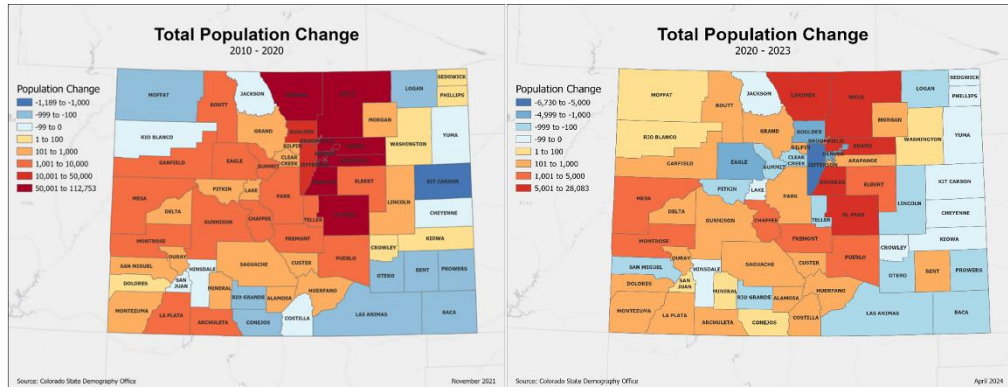 Total Population Change
2010 - 2020
Population Change
-1,189 to -1,000
-999 to -100
-99 to 0
1 to 100
101 to 1,000
1,001 to 10,000
10,001 to 50,000
50,001 to 112,753
MOFFAT
ROUTT
JACKSON
LOGAN
SEDGWICK
PHILLIPS
RIO BLANCO
GRAND
BOULDER
MORGAN
WASHINGTON
YUMA
GARFIELD
EAGLE
SUMMIT
GILPIN
CLEAR
CREEK
PITKIN
LAKE
PARK
ELBERT
KIT CARSON
MESA
DELTA
GUNNISON
CHAFFEE
TELLER
LINCOLN
CHEYENNE
MONTROSE
FREMONT
CROWLEY
KIOWA
OURAY
SAN MIGUEL
HINSDALE
SAGUACHE
CUSTER
PUEBLO
OTERO
BENT
PROWERS
DOLORES
SAN
JUAN
MINERAL
RIO GRANDE
ALAMOSA
HUERFANO
MONTEZUMA
LA PLATA
ARCHULETA
CONEJOS
COSTILLA
LAS ANIMAS
BACA
Source: Colorado State Demography Office
November 2021
Total Population Change
2020 - 2023
Population Change
-6,730 to -5,000
-4,999 to -1,000
-999 to -100
-99 to 0
1 to 100
101 to 1,000
1,001 to 5,000
5,001 to 28,083
MOFFAT
ROUTT
JACKSON
LARIMER
WELD
LOGAN
SEDGWICK
PHILLIPS
RIO BLANCO
GRAND
BOULDER
BROOMFIELD
MORGAN
WASHINGTON
YUMA
GARFIELD
EAGLE
SUMMIT
GILPIN
CLEAR
CREEK
JEFFERSON
DENVER
ADAMS
ARAPAHOE
PITKIN
LAKE
PARK
DOUGLAS
ELBERT
KIT CARSON
MESA
DELTA
GUNNISON
CHAFFEE
TELLER
EL PASO
LINCOLN
CHEYENNE
MONTROSE
FREMONT
CROWLEY
KIOWA
OURAY
SAN MIGUEL
HINSDALE
SAGUACHE
CUSTER
PUEBLO
OTERO
BENT
PROWERS
DOLORES
SAN
JUAN
MINERAL
RIO GRANDE
ALAMOSA
HUERFANO
MONTEZUMA
LA PLATA
ARCHULETA
CONEJOS
COSTILLA
LAS ANIMAS
BACA
Source: Colorado State Demography Office
April 2024